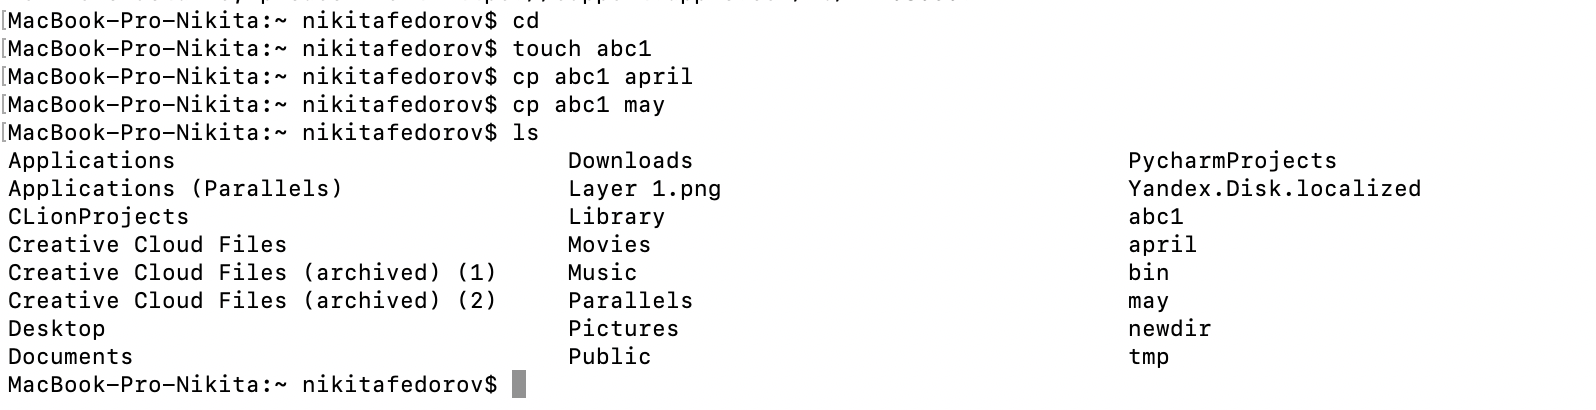 [MacBook-Pro-Nikita:~ nikitafedorov$ cd
[MacBook-Pro-Nikita:~ nikitafedorov$ touch abc1
[MacBook-Pro-Nikita:~ nikitafedorov$ cp abc1 april
[MacBook-Pro-Nikita:~ nikitafedorov$ cp abc1 may
[MacBook-Pro-Nikita:~ nikitafedorov$ ls
Applications Downloads PycharmProjects
Applications (Parallels) Layer 1.png Yandex.Disk.localized
CLionProjects Library abc1
Creative Cloud Files Movies april
Creative Cloud Files (archived) (1) Music bin
Creative Cloud Files (archived) (2) Parallels may
Desktop Pictures newdir
Documents Public tmp
MacBook-Pro-Nikita:~ nikitafedorov$